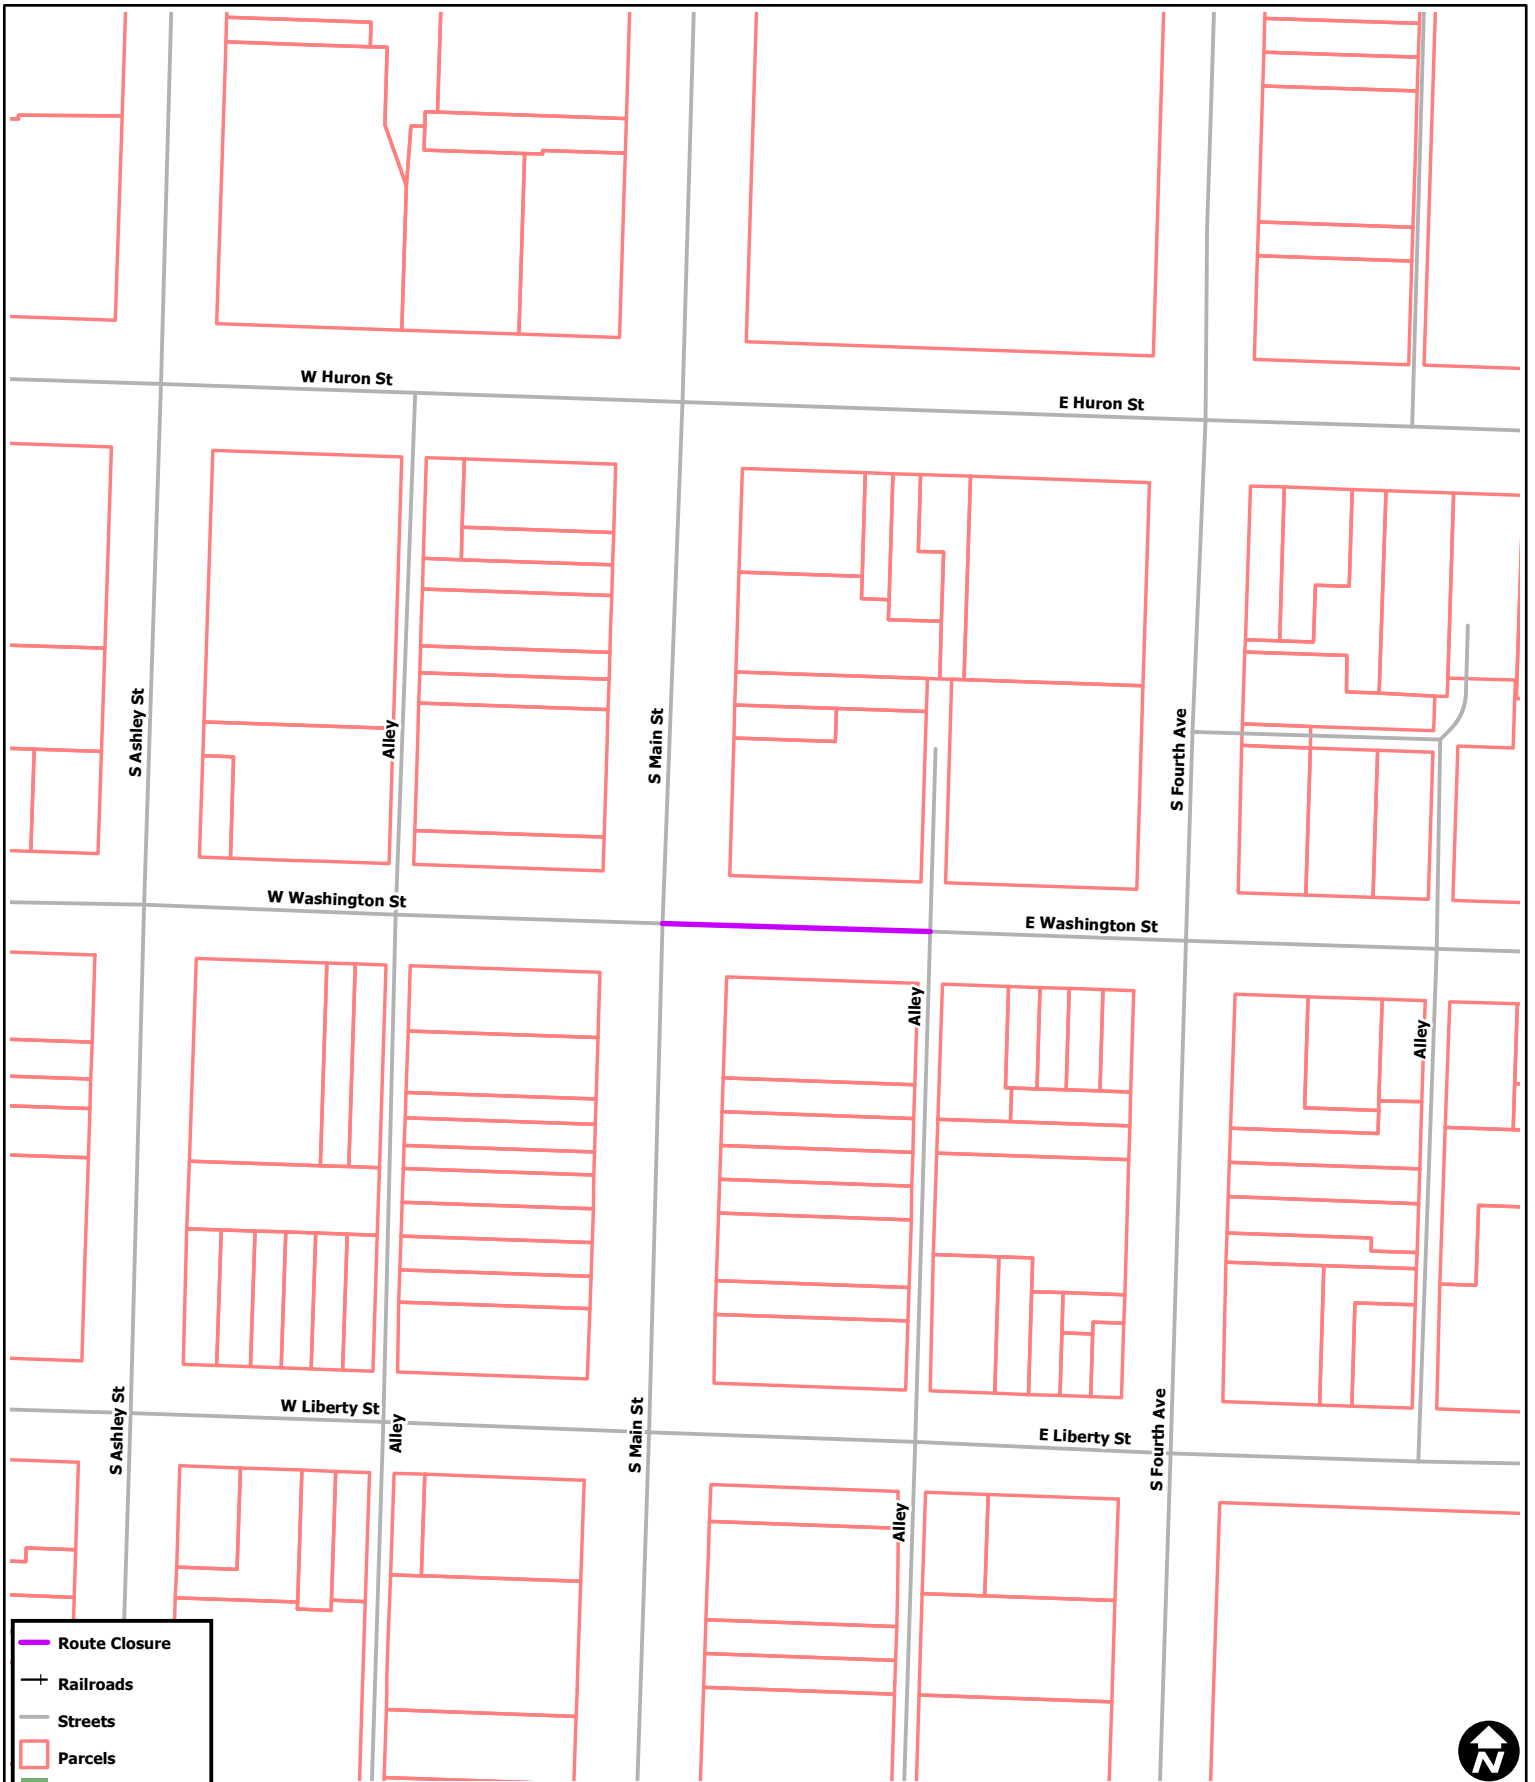 W Huron St
E Huron St
S Ashley St
Alley
S Main St
S Fourth Ave
W Washington St
E Washington St
Alley
Alley
S Ashley St
W Liberty St
Alley
S Main St
E Liberty St
S Fourth Ave
Alley
Route Closure
Railroads
Streets
Parcels
N